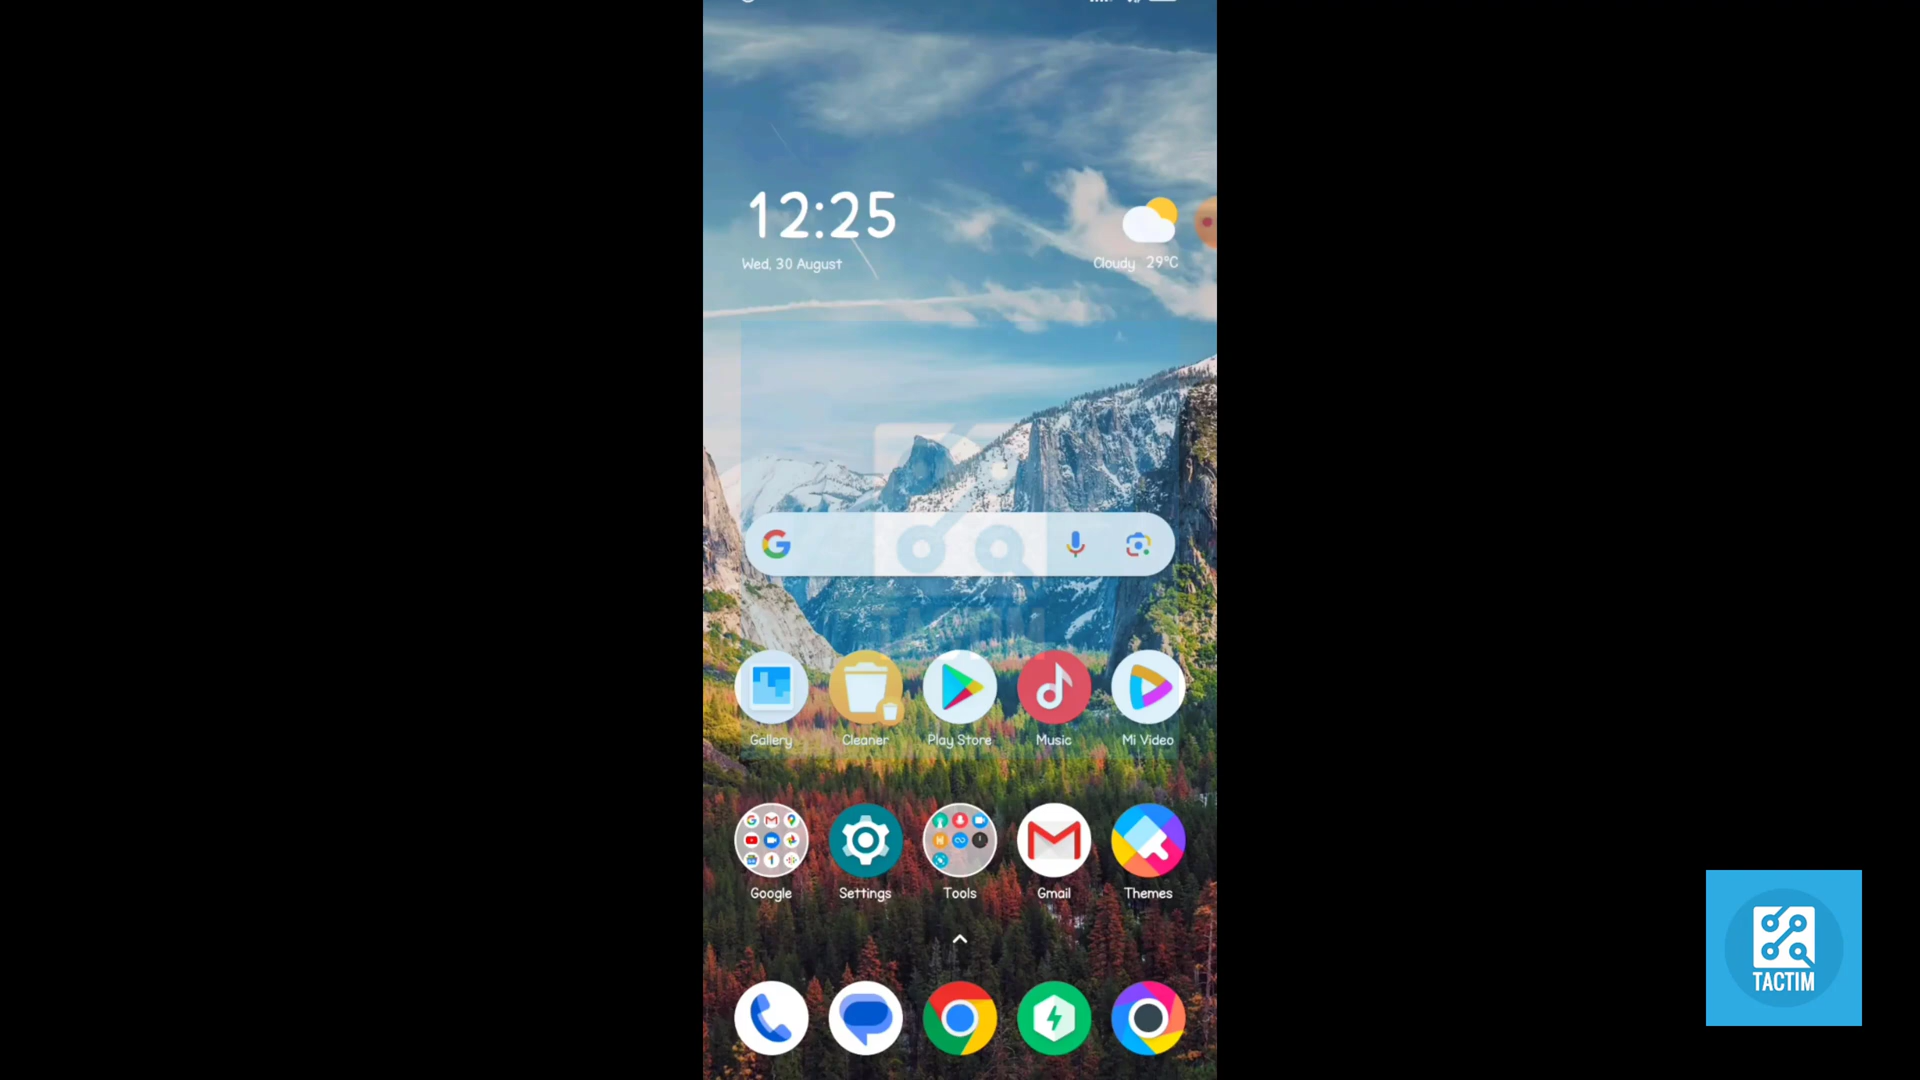 12:25
Wed, 30 August
Cloudy 29°C
TACTIM
Gallery
Cleaner
Play Store
Music
Mi Video
Google
Settings
Tools
Gmail
Themes
TACTIM